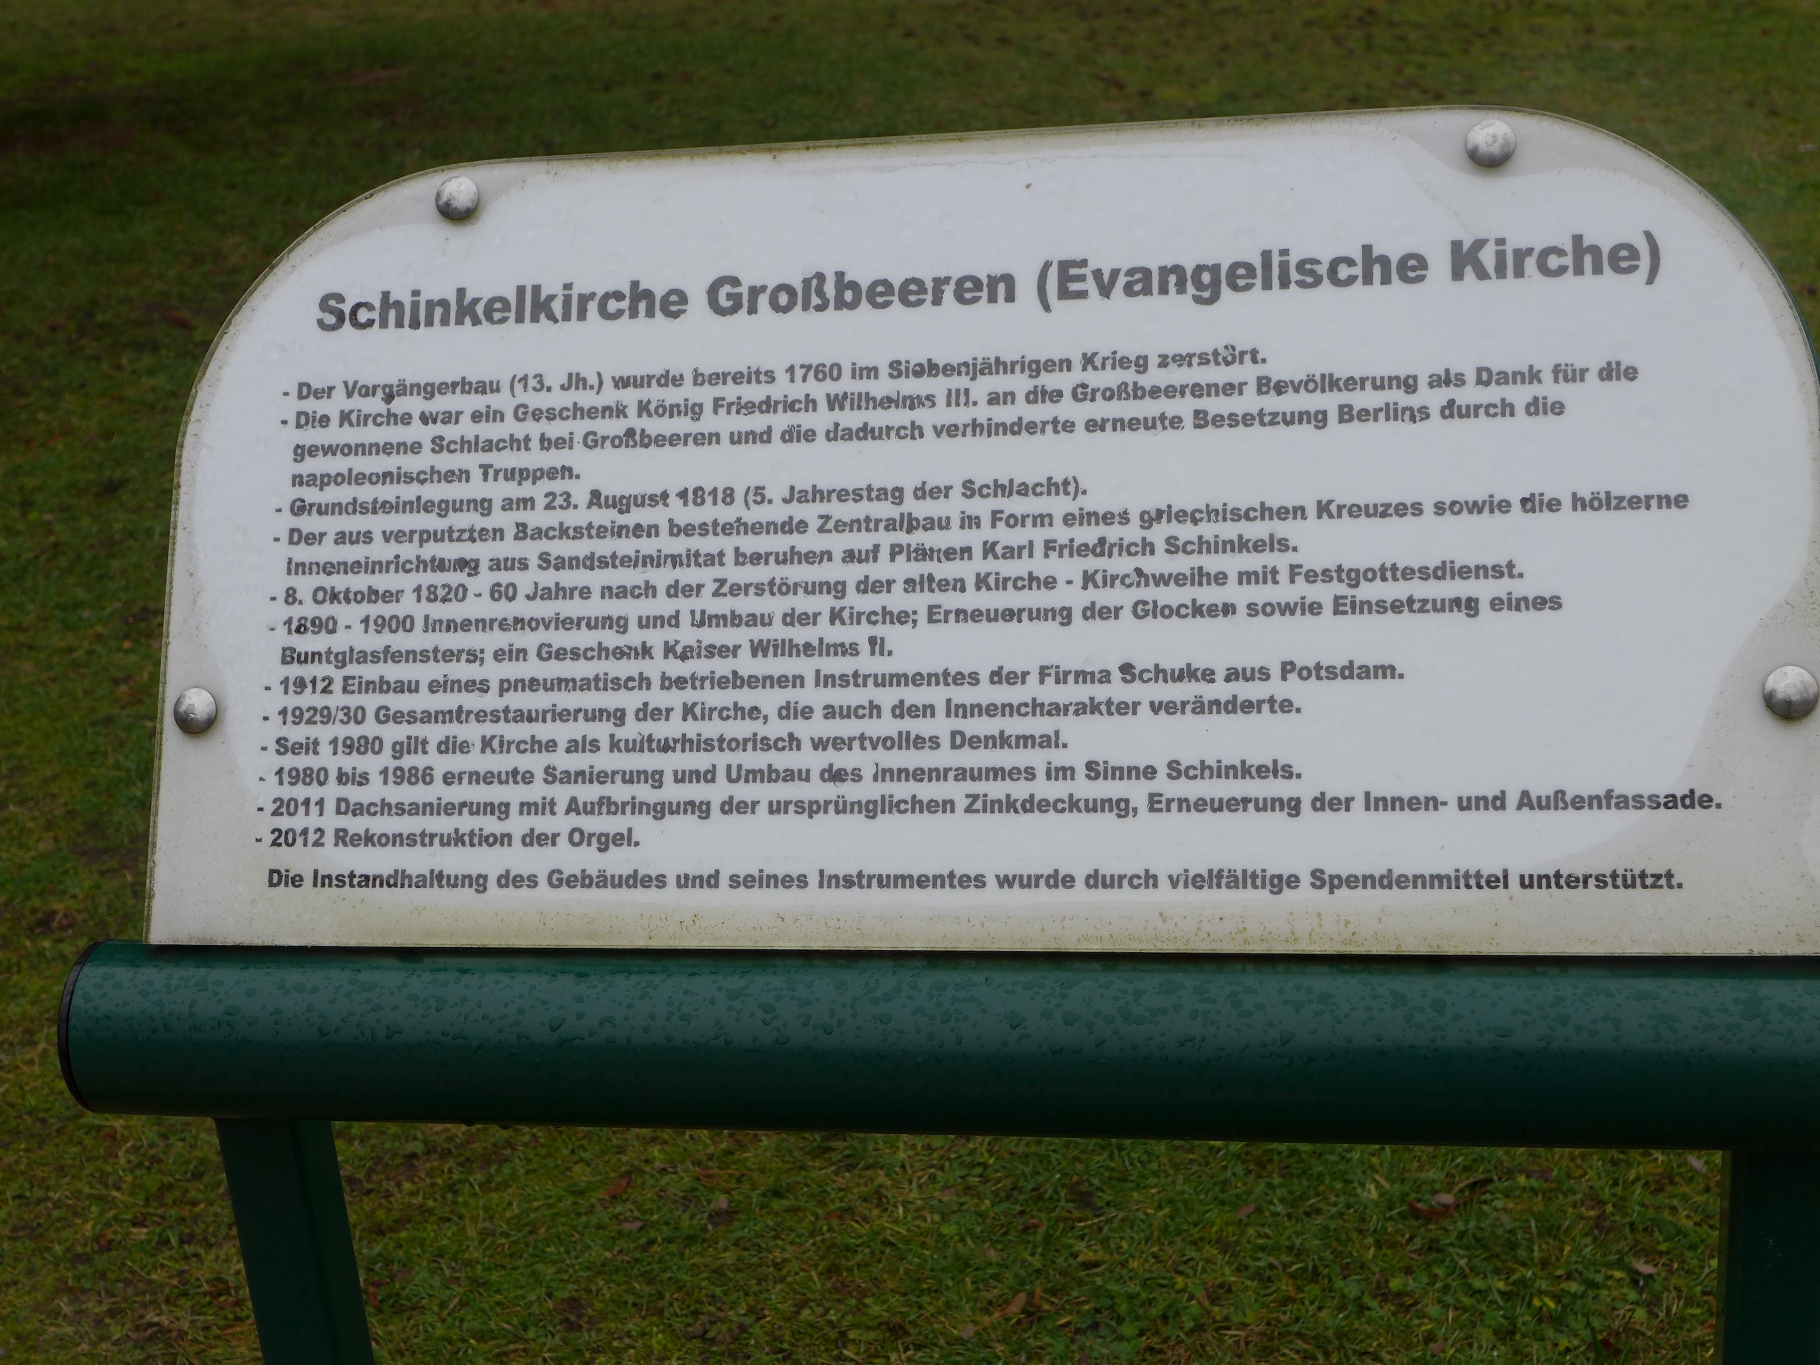 Schinkelkirche Großbeeren (Evangelische Kirche)
- Der Vorgängerbau (13. Jh.) wurde bereits 1760 im Siebenjährigen Krieg zerstört.
- Die Kirche war ein Geschenk König Friedrich Wilhelms III. an die Großbeerener Bevölkerung als Dank für die
gewonnene Schlacht bei Großbeeren und die dadurch verhinderte erneute Besetzung Berlins durch die
napoleonischen Truppen.
- Grundsteinlegung am 23. August 1818 (5. Jahrestag der Schlacht).
- Der aus verputzten Backsteinen bestehende Zentralbau in Form eines griechischen Kreuzes sowie die hölzerne
Inneneinrichtung aus Sandsteinimitat beruhen auf Plänen Karl Friedrich Schinkels.
- 8. Oktober 1820 - 60 Jahre nach der Zerstörung der alten Kirche - Kirchweihe mit Festgottesdienst.
- 1890 - 1900 Innenrenovierung und Umbau der Kirche; Erneuerung der Glocken sowie Einsetzung eines
Buntglasfensters; ein Geschenk Kaiser Wilhelms II.
- 1912 Einbau eines pneumatisch betriebenen Instrumentes der Firma Schuke aus Potsdam.
- 1929/30 Gesamtrestaurierung der Kirche, die auch den Innencharakter veränderte.
- Seit 1980 gilt die Kirche als kulturhistorisch wertvolles Denkmal.
- 1980 bis 1986 erneute Sanierung und Umbau des Innenraumes im Sinne Schinkels.
- 2011 Dachsanierung mit Aufbringung der ursprünglichen Zinkdeckung, Erneuerung der Innen- und Außenfassade.
- 2012 Rekonstruktion der Orgel.
Die Instandhaltung des Gebäudes und seines Instrumentes wurde durch vielfältige Spendenmittel unterstützt.